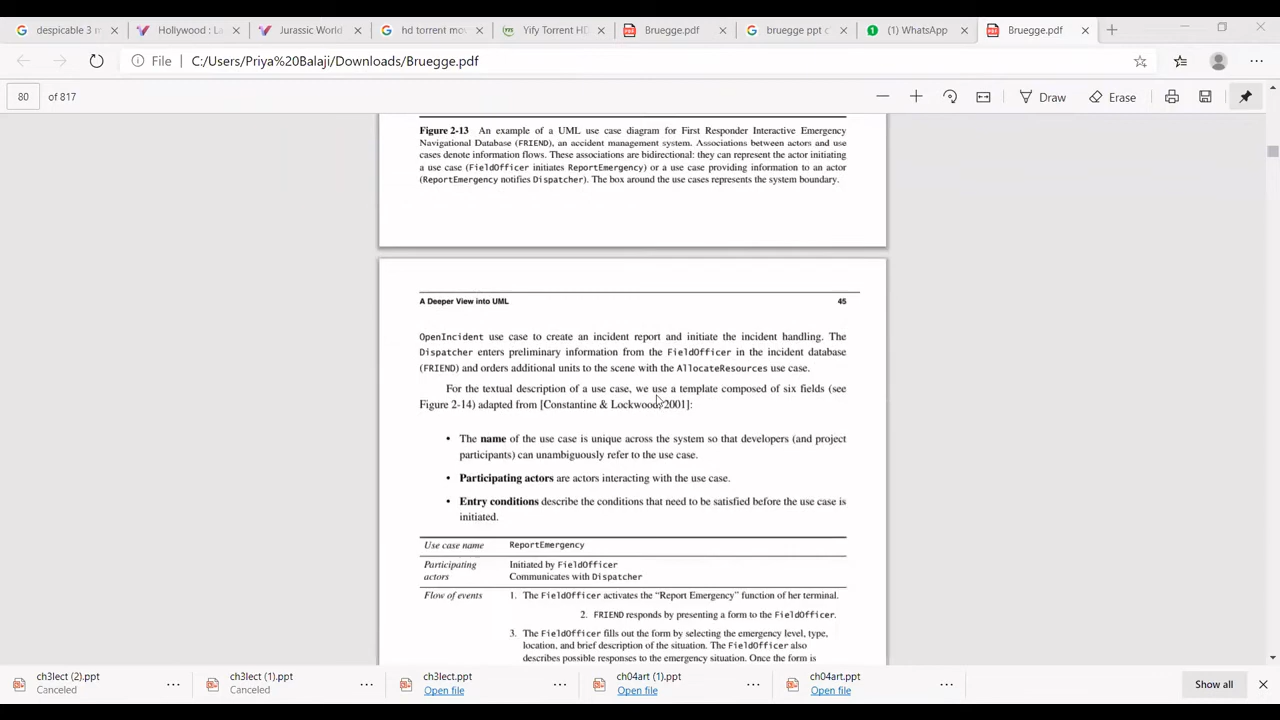 despicable 3 m
Hollywood : La
Jurassic World
hd torrent mov
Yify Torrent HD
Bruegge.pdf
bruegge ppt c
(1) WhatsApp
Bruegge.pdf
File C:/Users/Priya%20Balaji/Downloads/Bruegge.pdf
80 of 817
Draw
Erase
Figure 2-13 An example of a UML use case diagram for First Responder Interactive Emergency
Navigational Database (FRIEND), an accident management system. Associations between actors and use
cases denote information flows. These associations are bidirectional: they can represent the actor initiating
a use case (FieldOfficer initiates ReportEmergency) or a use case providing information to an actor
(ReportEmergency notifies Dispatcher). The box around the use cases represents the system boundary.
A Deeper View into UML 45
OpenIncident use case to create an incident report and initiate the incident handling. The
Dispatcher enters preliminary information from the FieldOfficer in the incident database
(FRIEND) and orders additional units to the scene with the AllocateResources use case.
For the textual description of a use case, we use a template composed of six fields (see
Figure 2-14) adapted from [Constantine & Lockwood, 2001]:
• The name of the use case is unique across the system so that developers (and project
participants) can unambiguously refer to the use case.
• Participating actors are actors interacting with the use case.
• Entry conditions describe the conditions that need to be satisfied before the use case is
initiated.
Use case name ReportEmergency
Participating Initiated by FieldOfficer
actors Communicates with Dispatcher
Flow of events 1. The FieldOfficer activates the “Report Emergency” function of her terminal.
2. FRIEND responds by presenting a form to the FieldOfficer.
3. The FieldOfficer fills out the form by selecting the emergency level, type,
location, and brief description of the situation. The FieldOfficer also
describes possible responses to the emergency situation. Once the form is
ch3lect (2).ppt
Canceled
ch3lect (1).ppt
Canceled
ch3lect.ppt
Open file
ch04art (1).ppt
Open file
ch04art.ppt
Open file
Show all